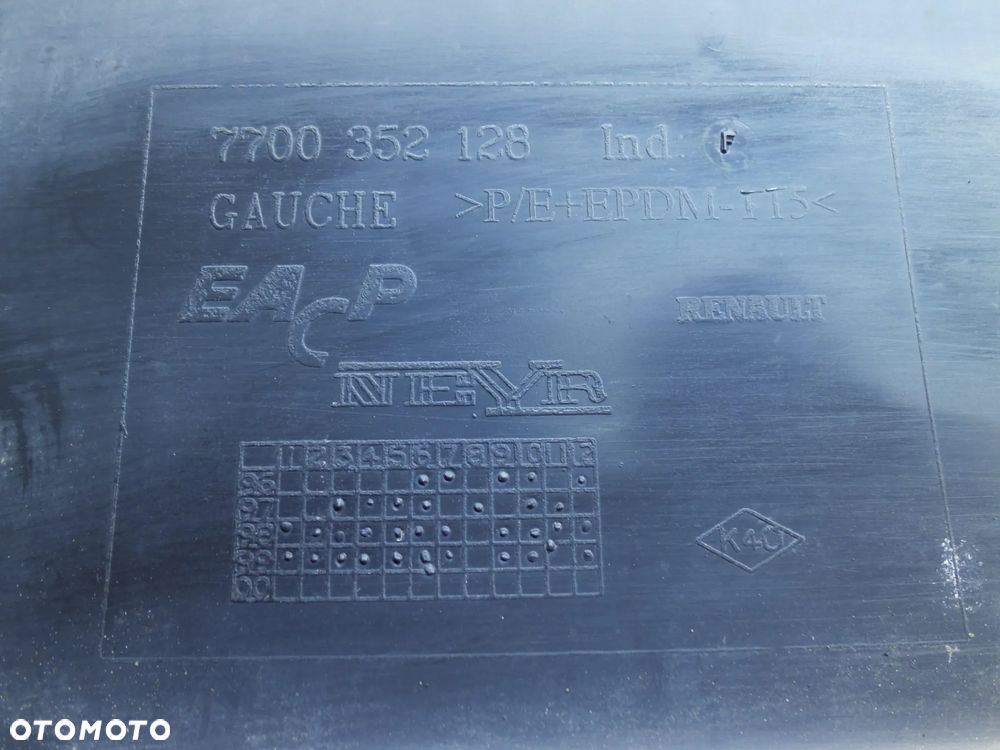 7700 352 128 Ind: F
GAUCHE >P/E+EPDM-T15<
EACP
RENAULT
NEYR
1 2 3 4 5 6 7 8 9 10 11 12
96
97
98
99
00
OTOMOTO